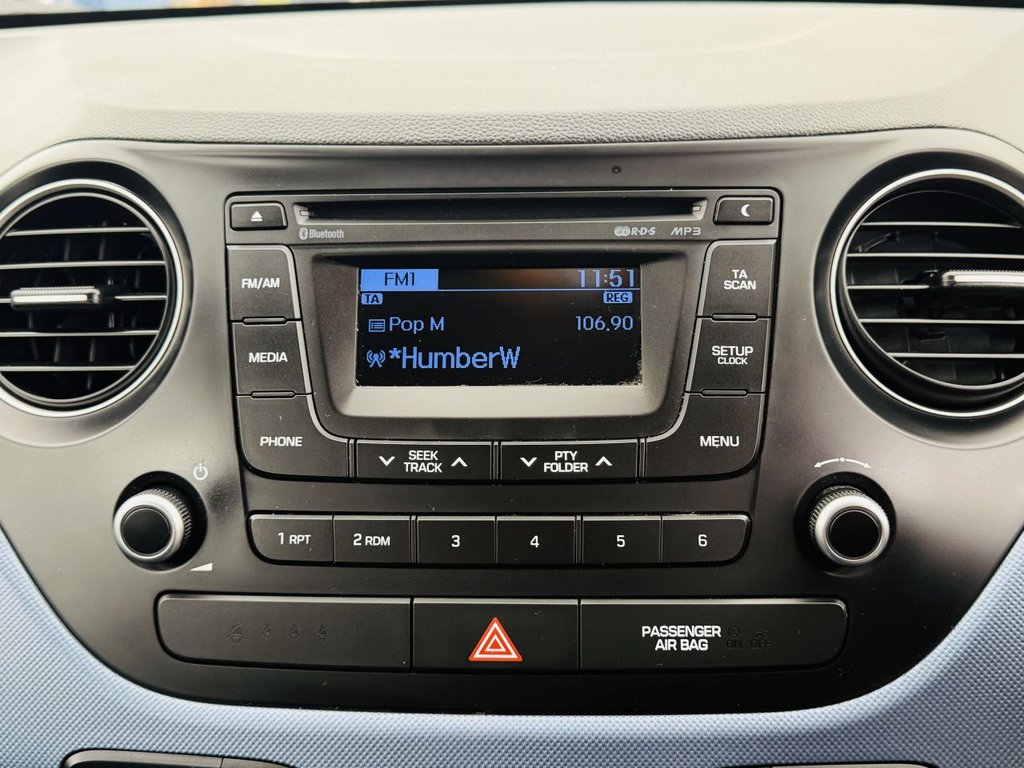 Bluetooth R·D·S MP3
FM/AM
MEDIA
PHONE
FM1 11:51
TA REG
Pop M 106,90
*HumberW
TA
SCAN
SETUP
CLOCK
MENU
SEEK
TRACK
PTY
FOLDER
1 RPT 2 RDM 3 4 5 6
PASSENGER
AIR BAG
ON OFF